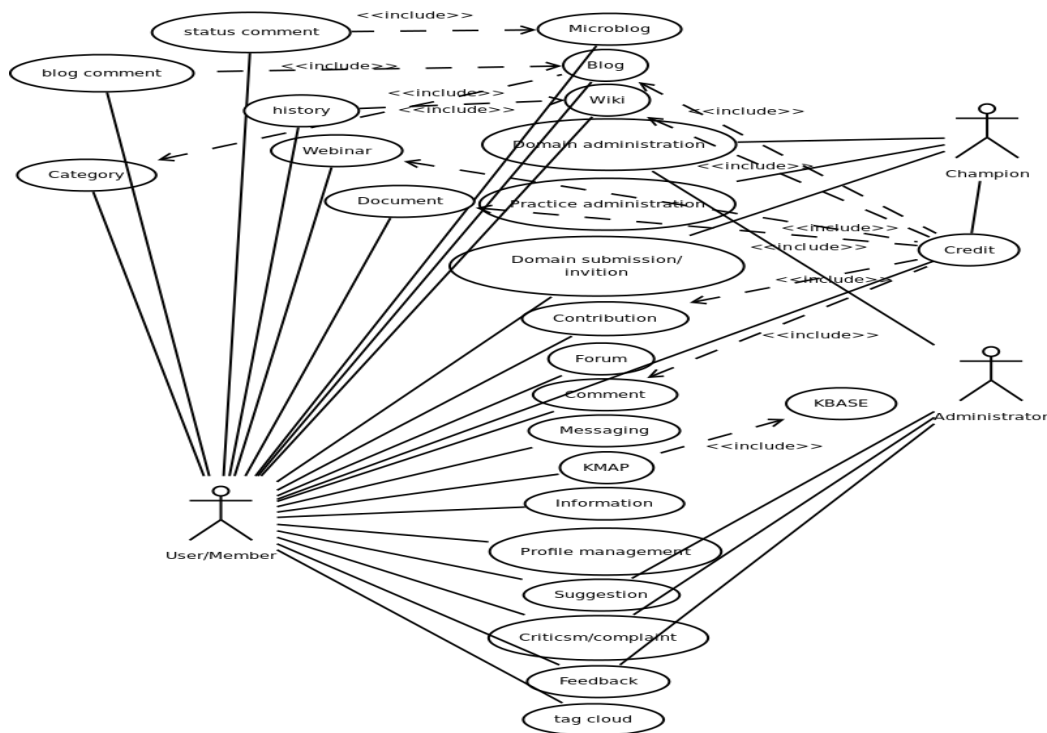 <<include>>
Microblog
status comment
Blog
<<include>>
blog comment
<<include>>
Wiki
history
<<include>>
<<include>>
Domain administration
Webinar
<<include>>
Champion
Category
Document
Practice administration
<<include>>
<<include>>
Credit
Domain submission/
invition
<<include>>
Contribution
<<include>>
Forum
Comment
KBASE
Administrator
Messaging
<<include>>
KMAP
Information
Profile management
User/Member
Suggestion
Criticsm/complaint
Feedback
tag cloud